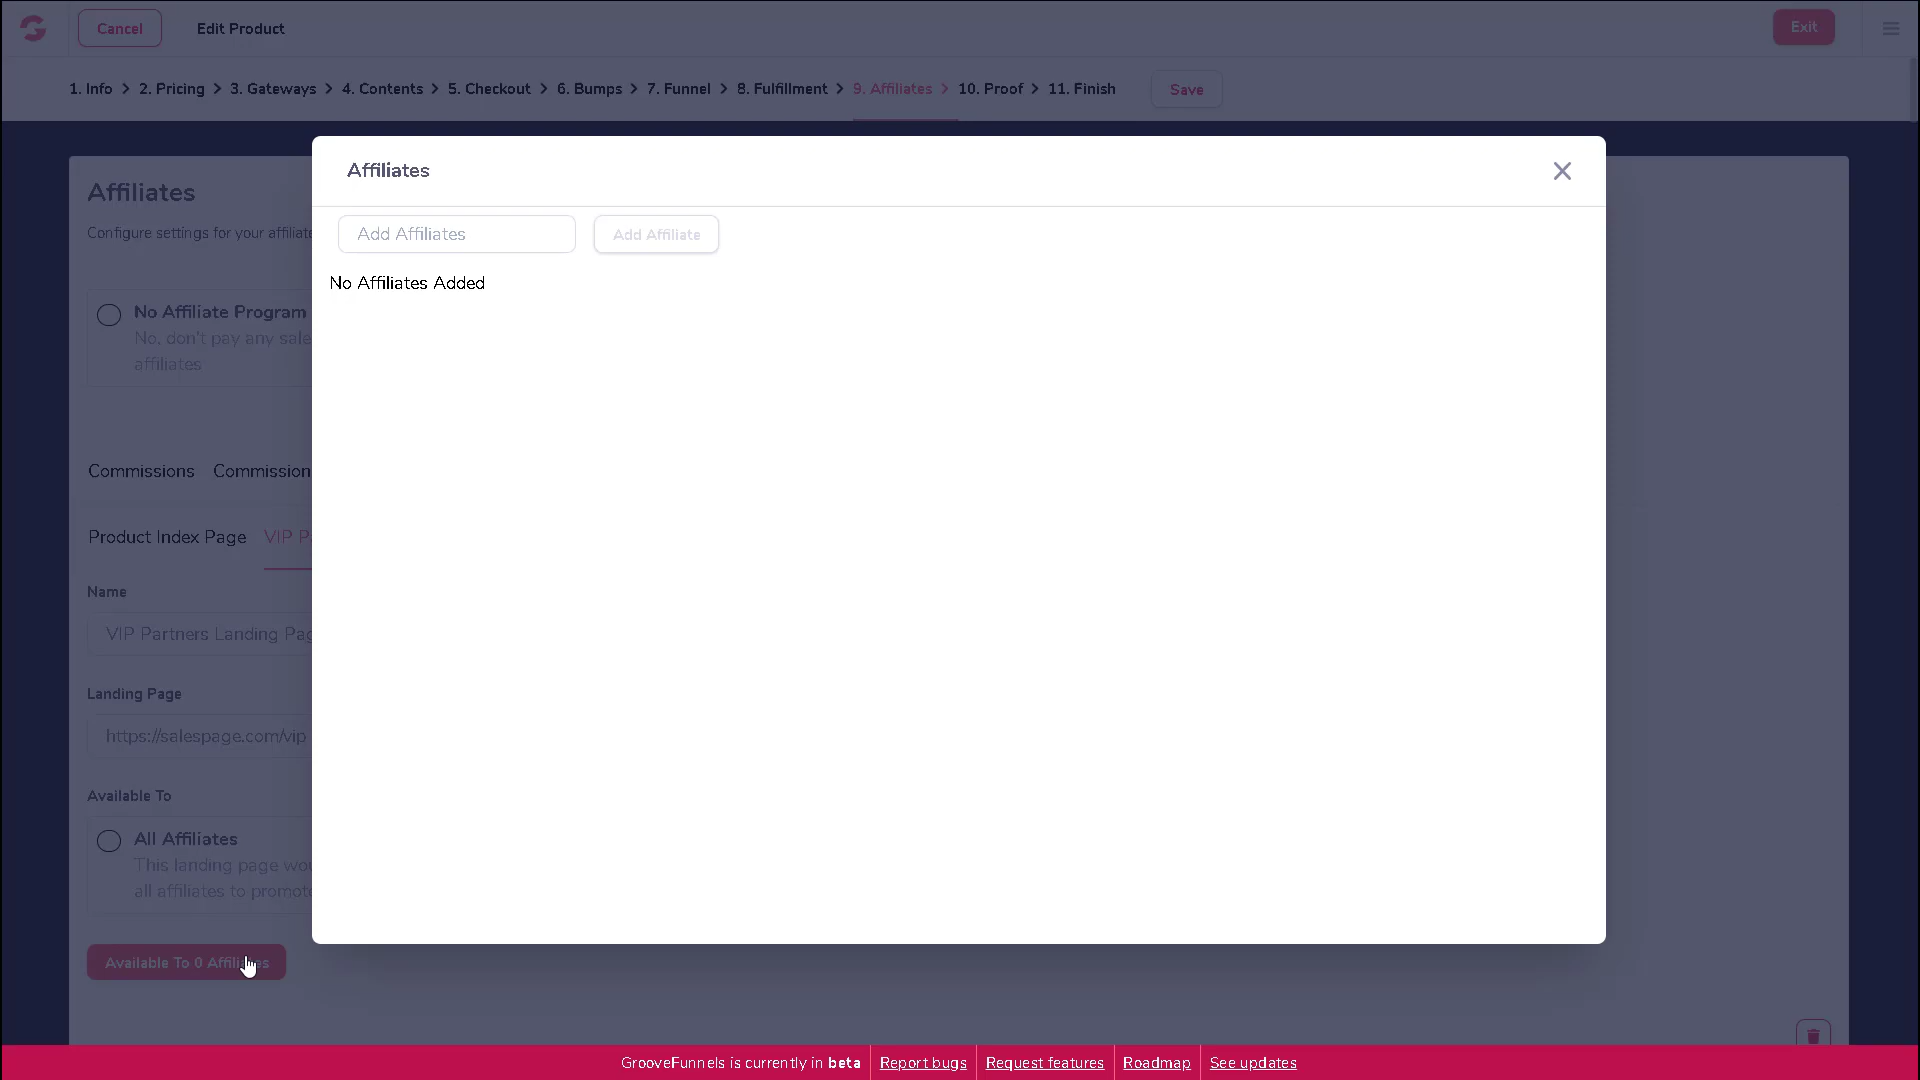 Cancel
Edit Product
Exit
1. Info > 2. Pricing > 3. Gateways > 4. Contents > 5. Checkout > 6. Bumps > 7. Funnel > 8. Fulfillment > 9. Affiliates > 10. Proof > 11. Finish
Save
Affiliates
Add Affiliates
Add Affiliate
No Affiliates Added
Affiliates
Configure settings for your affiliate
No Affiliate Program
No, don't pay any sale
affiliates
Commissions Commission
Product Index Page VIP P
Name
VIP Partners Landing Pag
Landing Page
https://salespage.com/vip
Available To
All Affiliates
This landing page wou
all affiliates to promot
Available To 0 Affiliates
GrooveFunnels is currently in beta Report bugs Request features Roadmap See updates